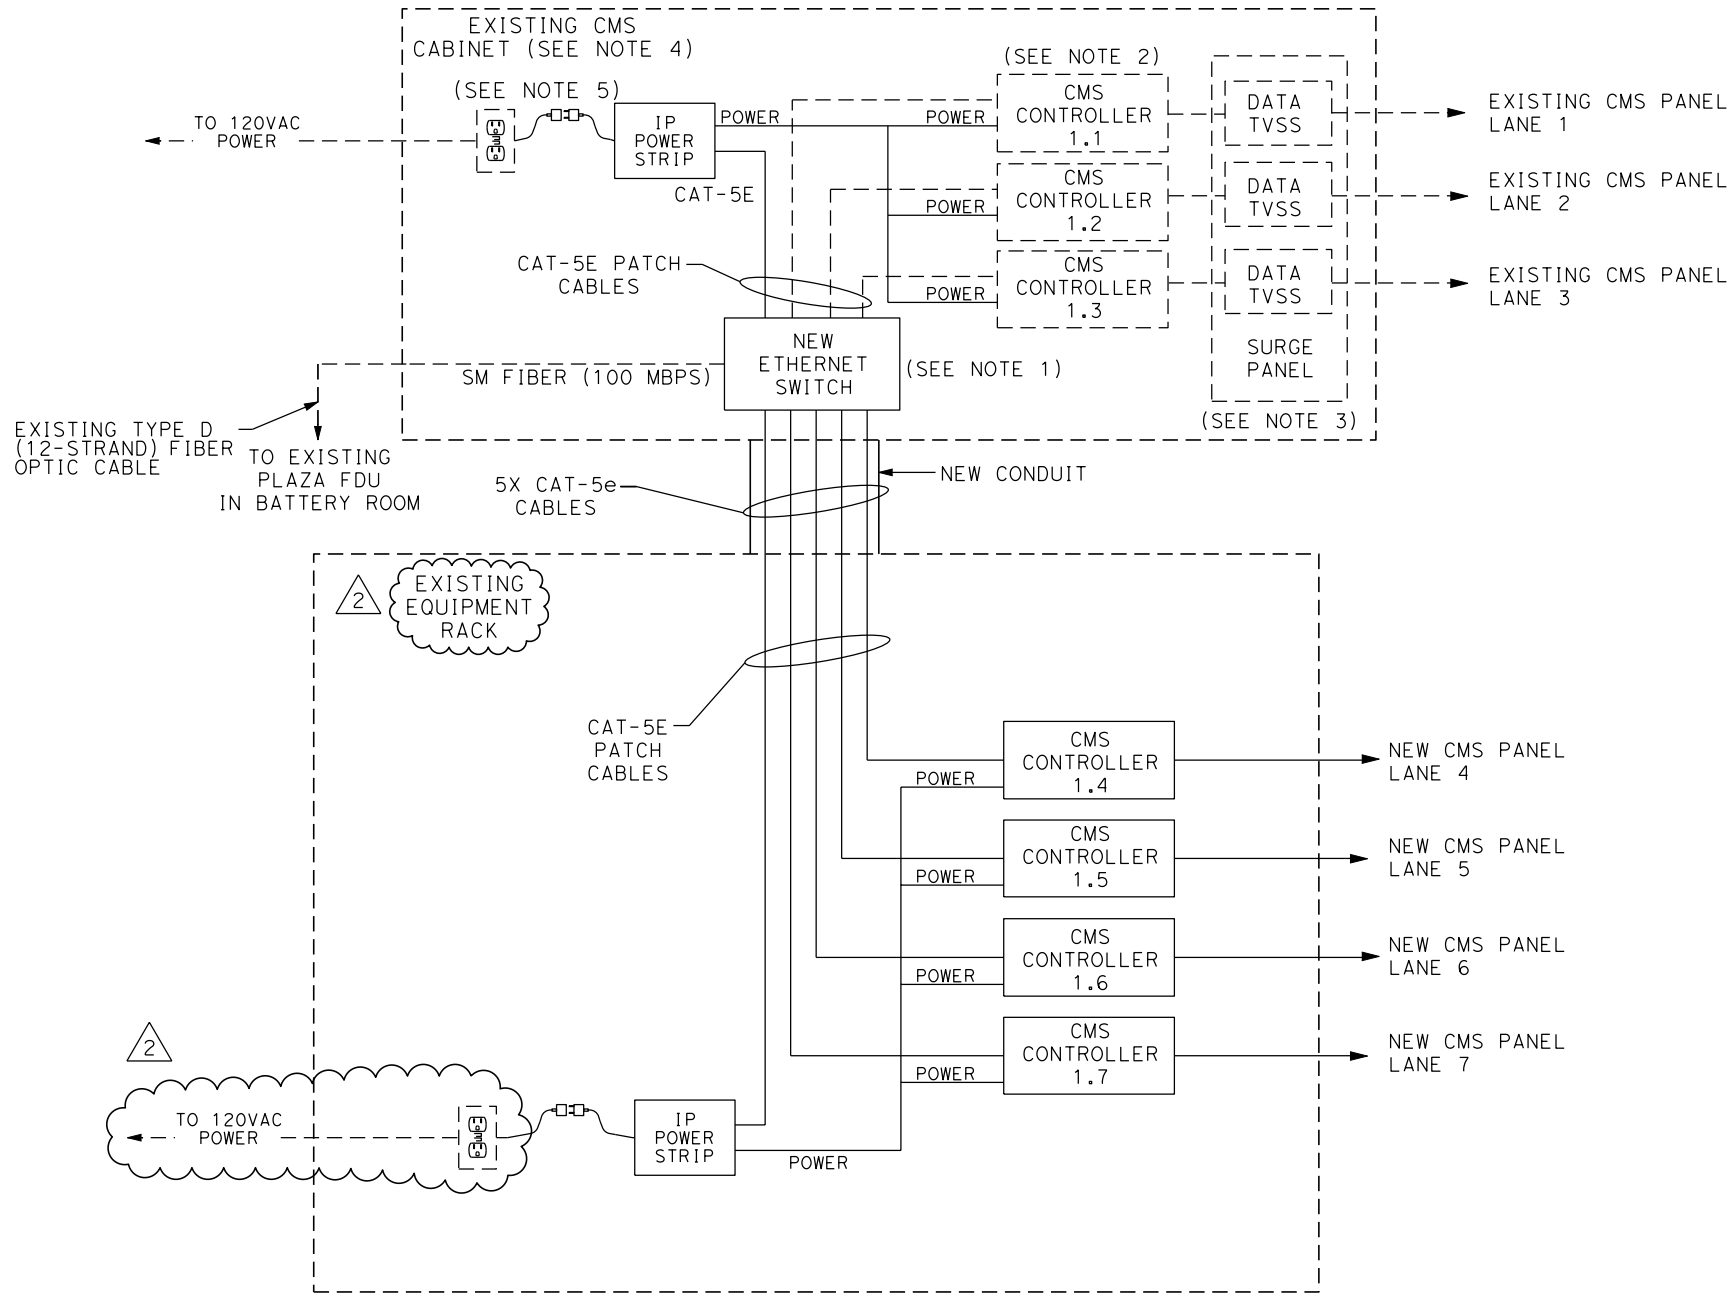 EXISTING CMS
CABINET (SEE NOTE 4)
(SEE NOTE 5)
TO 120VAC
POWER
IP
POWER
STRIP
POWER
CAT-5E
(SEE NOTE 2)
POWER
CMS
CONTROLLER
1.1
DATA
TVSS
EXISTING CMS PANEL
LANE 1
POWER
CMS
CONTROLLER
1.2
DATA
TVSS
EXISTING CMS PANEL
LANE 2
POWER
CMS
CONTROLLER
1.3
DATA
TVSS
EXISTING CMS PANEL
LANE 3
SURGE
PANEL
(SEE NOTE 3)
CAT-5E PATCH
CABLES
NEW
ETHERNET
SWITCH
(SEE NOTE 1)
SM FIBER (100 MBPS)
EXISTING TYPE D
(12-STRAND) FIBER
OPTIC CABLE
TO EXISTING
PLAZA FDU
IN BATTERY ROOM
5X CAT-5e
CABLES
NEW CONDUIT
2
EXISTING
EQUIPMENT
RACK
CAT-5E
PATCH
CABLES
POWER
CMS
CONTROLLER
1.4
NEW CMS PANEL
LANE 4
POWER
CMS
CONTROLLER
1.5
NEW CMS PANEL
LANE 5
POWER
CMS
CONTROLLER
1.6
NEW CMS PANEL
LANE 6
POWER
CMS
CONTROLLER
1.7
NEW CMS PANEL
LANE 7
2
TO 120VAC
POWER
IP
POWER
STRIP
POWER